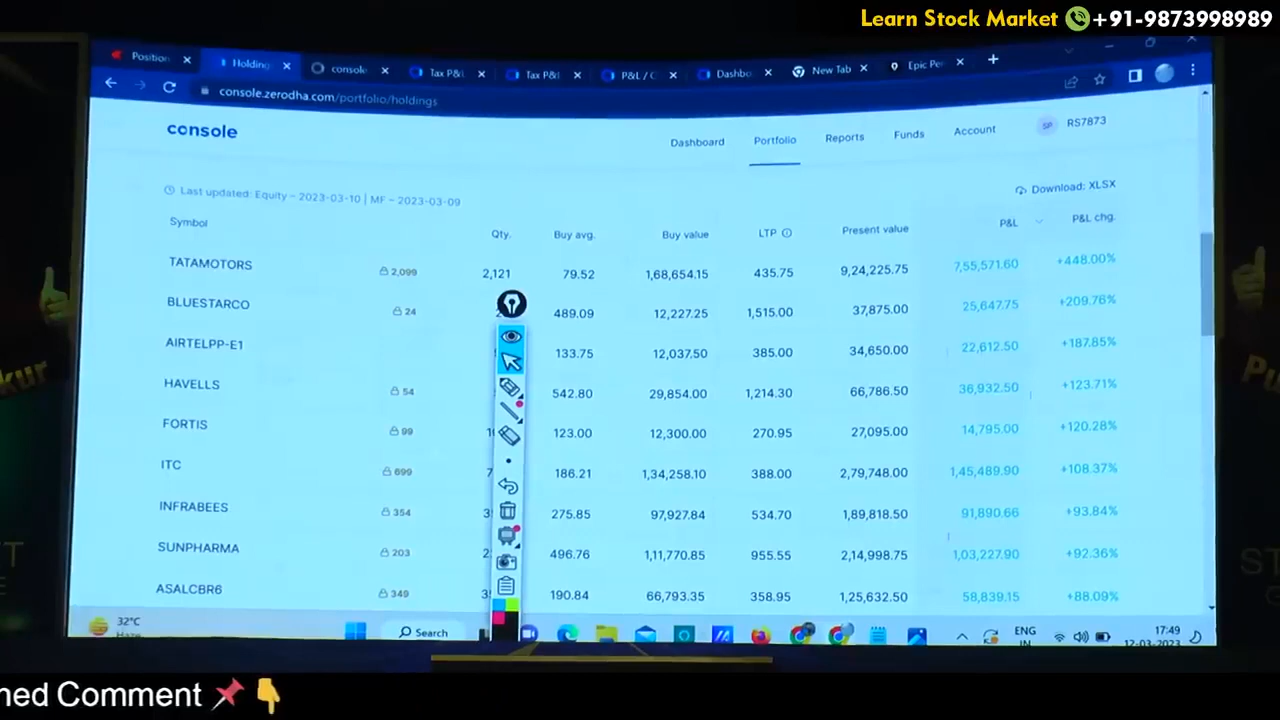 Learn Stock Market +91-9873998989
Position Holding console Tax P&L Tax P&L P&L / C Dashbo New Tab Epic Pe
console.zerodha.com/portfolio/holdings
console Dashboard Portfolio Reports Funds Account SP RS7873
Last updated: Equity - 2023-03-10 | MF - 2023-03-09 Download: XLSX
Symbol Qty. Buy avg. Buy value LTP Present value P&L P&L chg.
TATAMOTORS 2,099 2,121 79.52 1,68,654.15 435.75 9,24,225.75 7,55,571.60 +448.00%
BLUESTARCO 24 489.09 12,227.25 1,515.00 37,875.00 25,647.75 +209.76%
AIRTELPP-E1 133.75 12,037.50 385.00 34,650.00 22,612.50 +187.85%
HAVELLS 54 542.80 29,854.00 1,214.30 66,786.50 36,932.50 +123.71%
FORTIS 99 123.00 12,300.00 270.95 27,095.00 14,795.00 +120.28%
ITC 699 7 186.21 1,34,258.10 388.00 2,79,748.00 1,45,489.90 +108.37%
INFRABEES 354 3 275.85 97,927.84 534.70 1,89,818.50 91,890.66 +93.84%
SUNPHARMA 203 2 496.76 1,11,770.85 955.55 2,14,998.75 1,03,227.90 +92.36%
ASALCBR6 349 3 190.84 66,793.35 358.95 1,25,632.50 58,839.15 +88.09%
32°C
Haze Search ENG
IN 17:49
12-03-2023
ned Comment